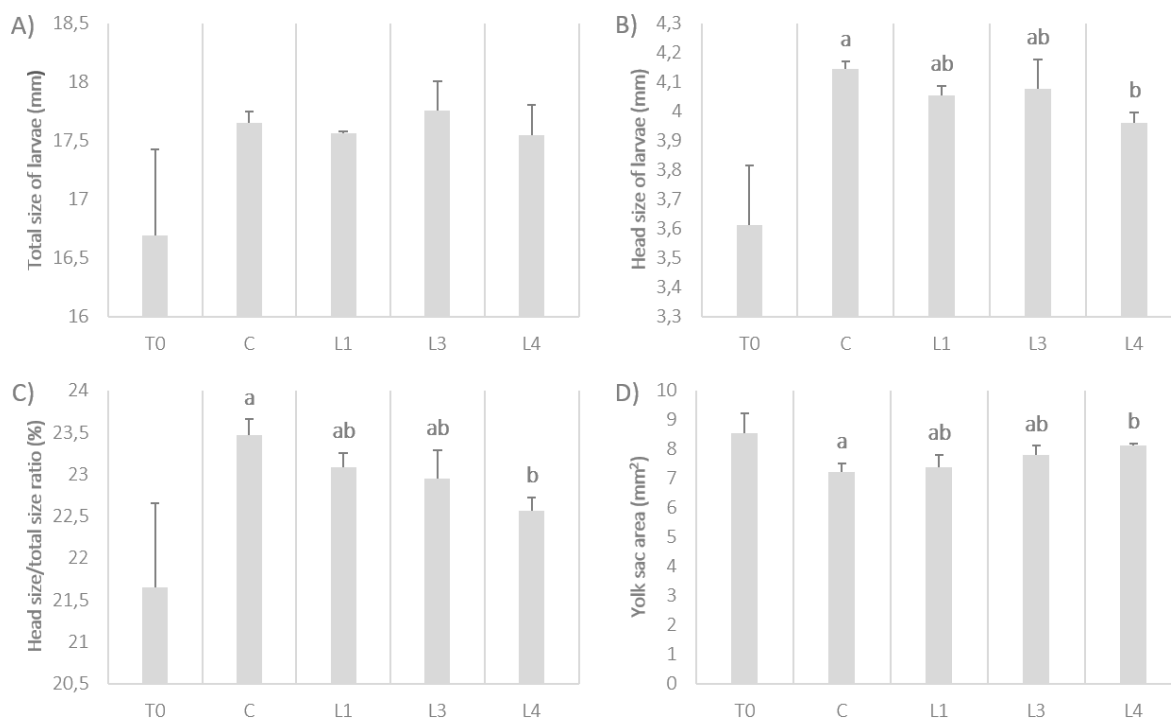 A)
Total size of larvae (mm)
18,5
18
17,5
17
16,5
16
T0 C L1 L3 L4
B)
Head size of larvae (mm)
4,3
4,2
4,1
4
3,9
3,8
3,7
3,6
3,5
3,4
3,3
a ab ab b
T0 C L1 L3 L4
C)
Head size/total size ratio (%)
24
23,5
23
22,5
22
21,5
21
20,5
a ab ab b
T0 C L1 L3 L4
D)
Yolk sac area (mm²)
10
9
8
7
6
5
4
3
2
1
0
a ab ab b
T0 C L1 L3 L4